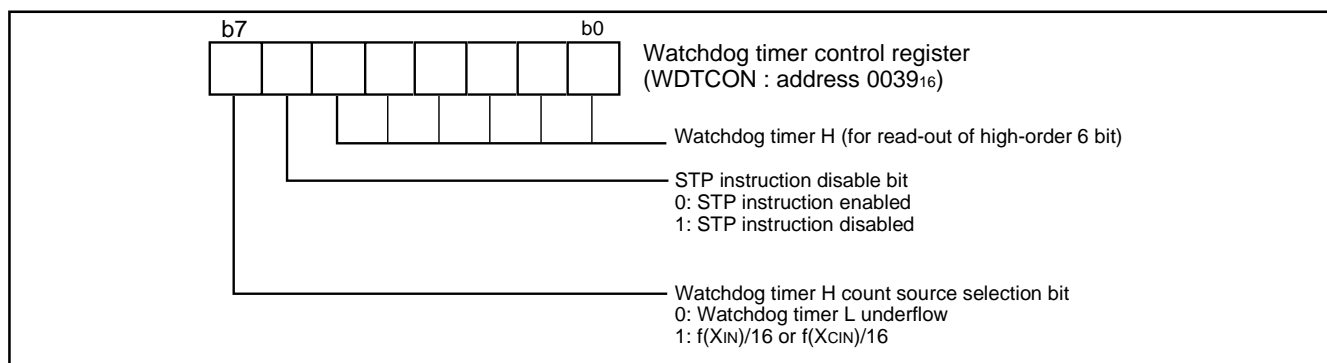 b7 b0
Watchdog timer control register
(WDTCON : address 003916)
Watchdog timer H (for read-out of high-order 6 bit)
STP instruction disable bit
0: STP instruction enabled
1: STP instruction disabled
Watchdog timer H count source selection bit
0: Watchdog timer L underflow
1: f(XIN)/16 or f(XCIN)/16